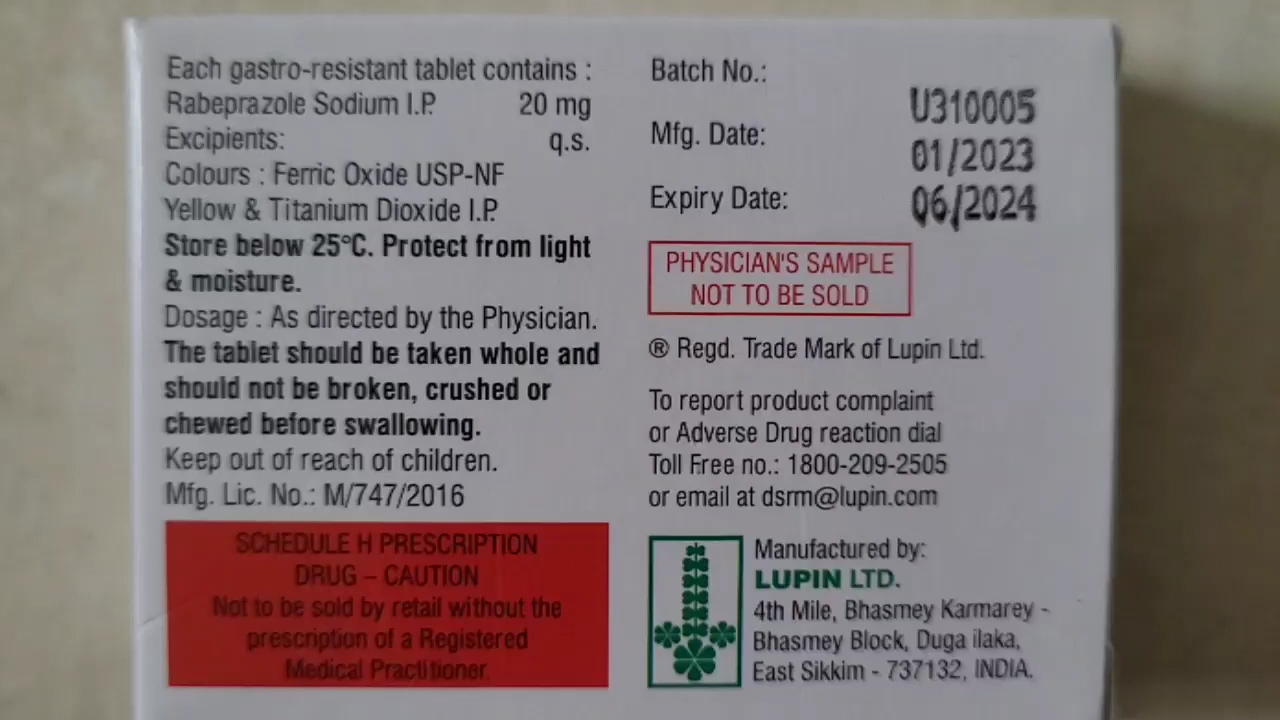 Each gastro-resistant tablet contains :
Rabeprazole Sodium I.P. 20 mg
Excipients: q.s.
Colours : Ferric Oxide USP-NF
Yellow & Titanium Dioxide I.P.
Store below 25°C. Protect from light
& moisture.
Dosage : As directed by the Physician.
The tablet should be taken whole and
should not be broken, crushed or
chewed before swallowing.
Keep out of reach of children.
Mfg. Lic. No.: M/747/2016
SCHEDULE H PRESCRIPTION
DRUG – CAUTION
Not to be sold by retail without the
prescription of a Registered
Medical Practitioner.
Batch No.: U310005
Mfg. Date: 01/2023
Expiry Date: 06/2024
PHYSICIAN'S SAMPLE
NOT TO BE SOLD
® Regd. Trade Mark of Lupin Ltd.
To report product complaint
or Adverse Drug reaction dial
Toll Free no.: 1800-209-2505
or email at dsrm@lupin.com
Manufactured by:
LUPIN LTD.
4th Mile, Bhasmey Karmarey -
Bhasmey Block, Duga ilaka,
East Sikkim - 737132, INDIA.